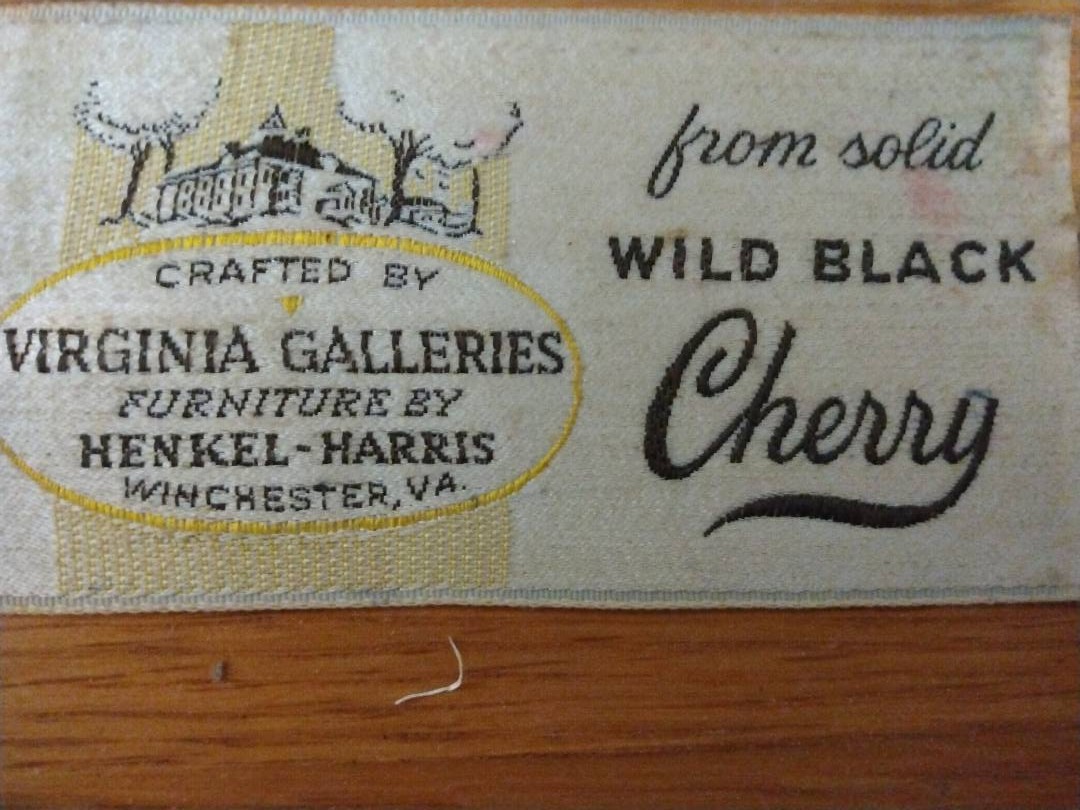 CRAFTED BY
VIRGINIA GALLERIES
FURNITURE BY
HENKEL-HARRIS
WINCHESTER, VA.
from solid
WILD BLACK
Cherry